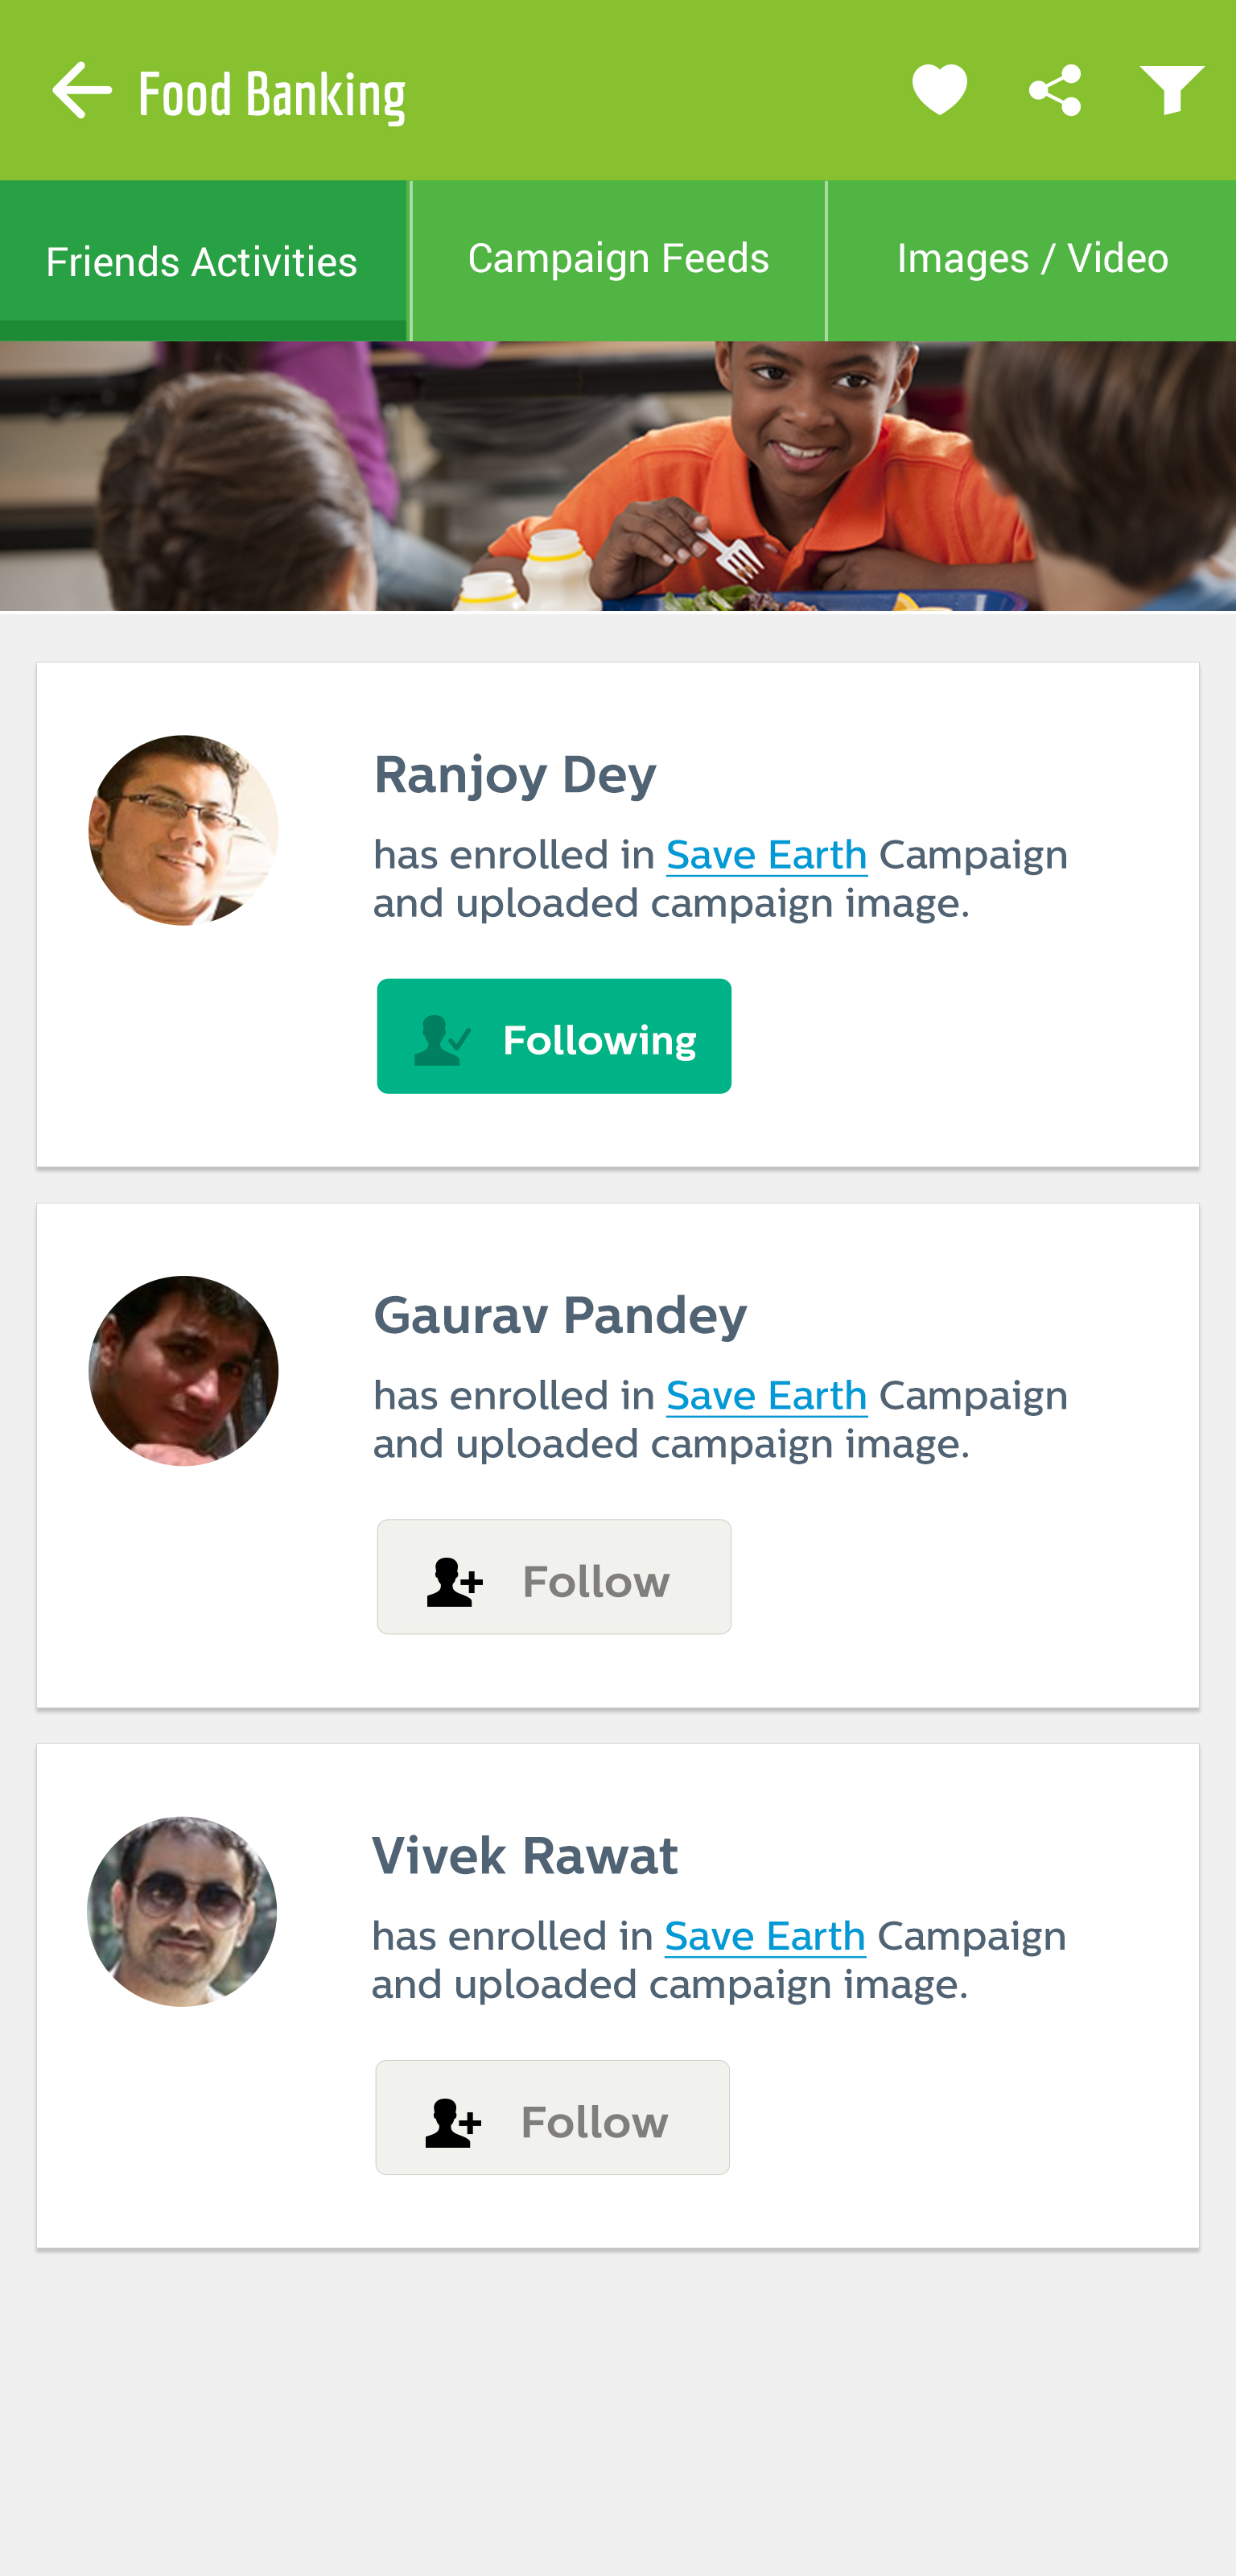 Food Banking
Friends Activities
Campaign Feeds
Images / Video
Ranjoy Dey
has enrolled in Save Earth Campaign
and uploaded campaign image.
Following
Gaurav Pandey
has enrolled in Save Earth Campaign
and uploaded campaign image.
Follow
Vivek Rawat
has enrolled in Save Earth Campaign
and uploaded campaign image.
Follow